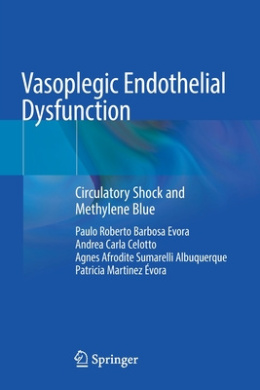 Vasoplegic Endothelial
Dysfunction
Circulatory Shock and
Methylene Blue
Paulo Roberto Barbosa Evora
Andrea Carla Celotto
Agnes Afrodite Sumarelli Albuquerque
Patricia Martinez Évora
Springer